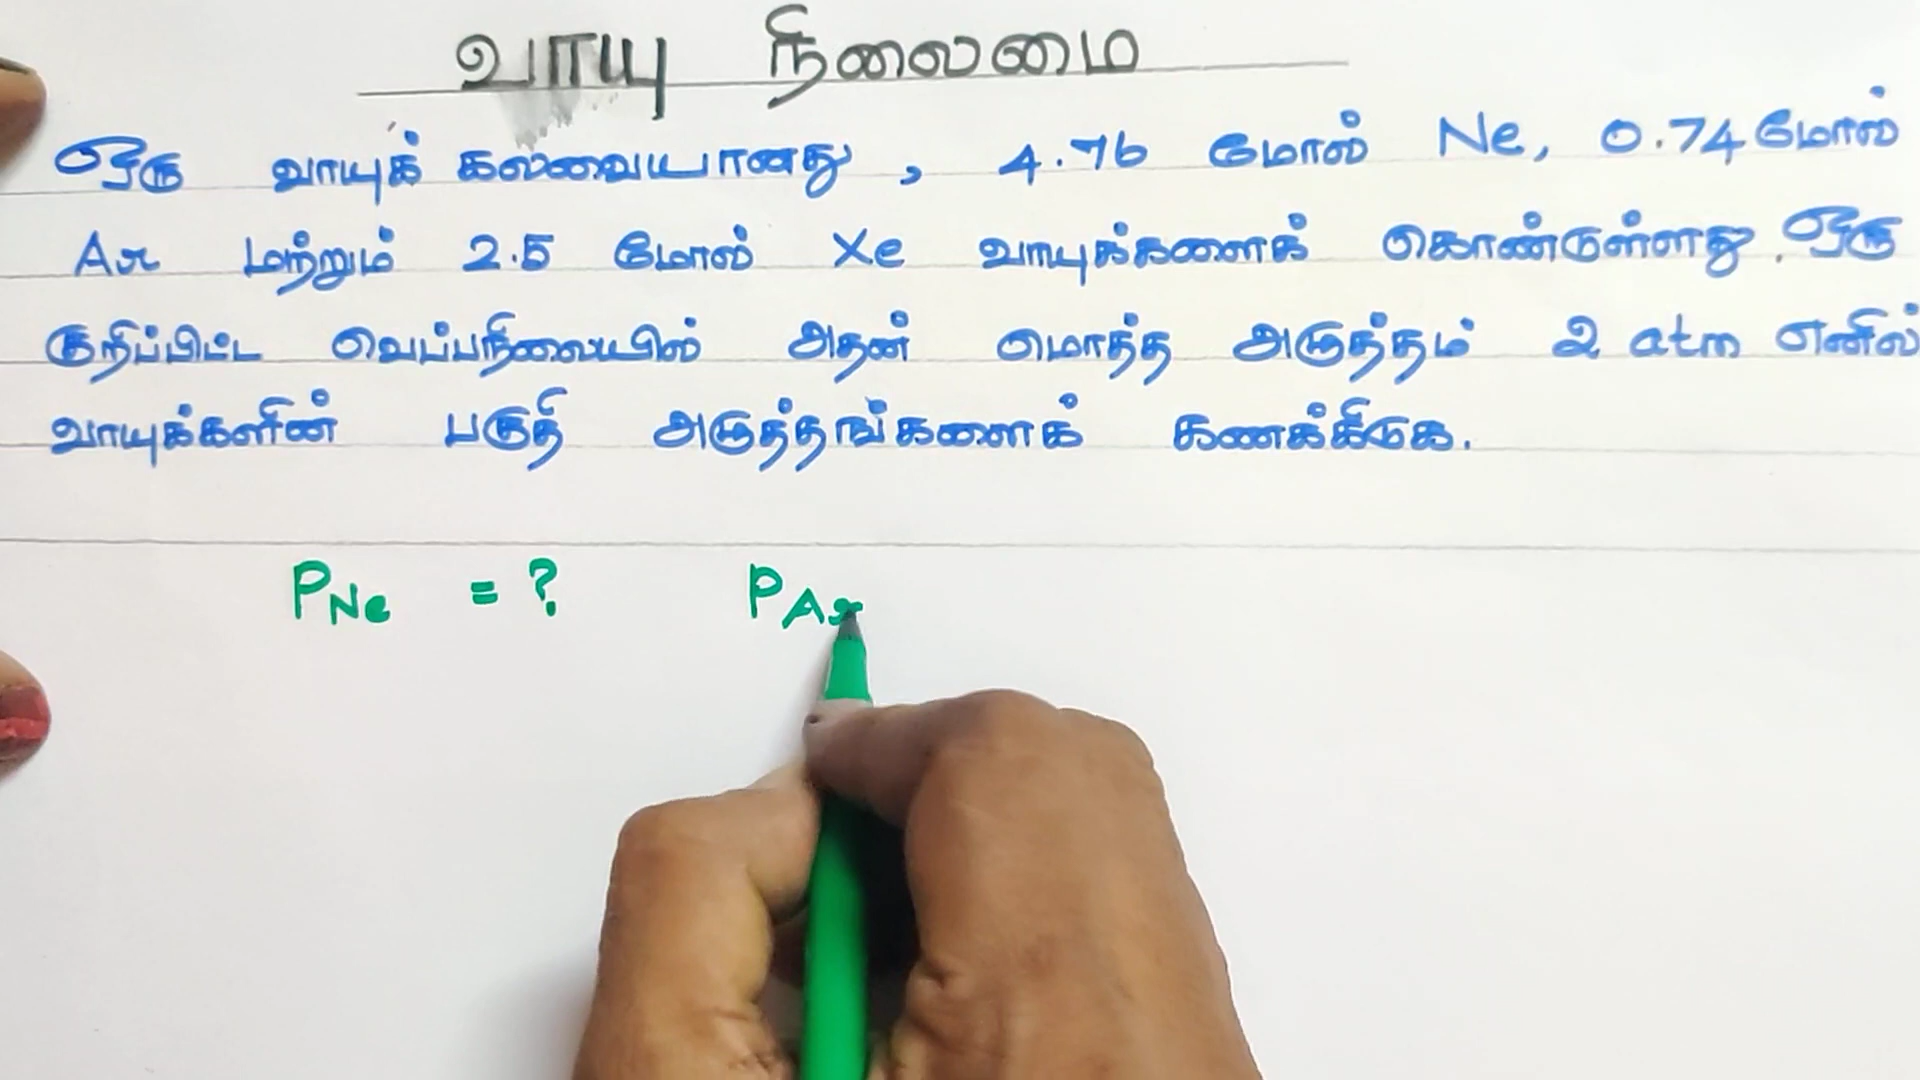 வாயு நிலைமை
ஒரு வாயுக் கலவையானது, 4.76 மோல் Ne, 0.74 மோல்
Ar மற்றும் 2.5 மோல் Xe வாயுக்களைக் கொண்டுள்ளது. ஒரு
குறிப்பிட்ட வெப்பநிலையில் அதன் மொத்த அழுத்தம் 2 atm எனில்
வாயுக்களின் பகுதி அழுத்தங்களைக் கணக்கிடுக.
PNe = ? PAr